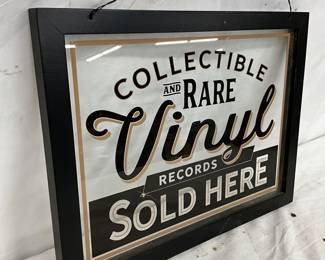 COLLECTIBLE
AND RARE
Vinyl
RECORDS
SOLD HERE